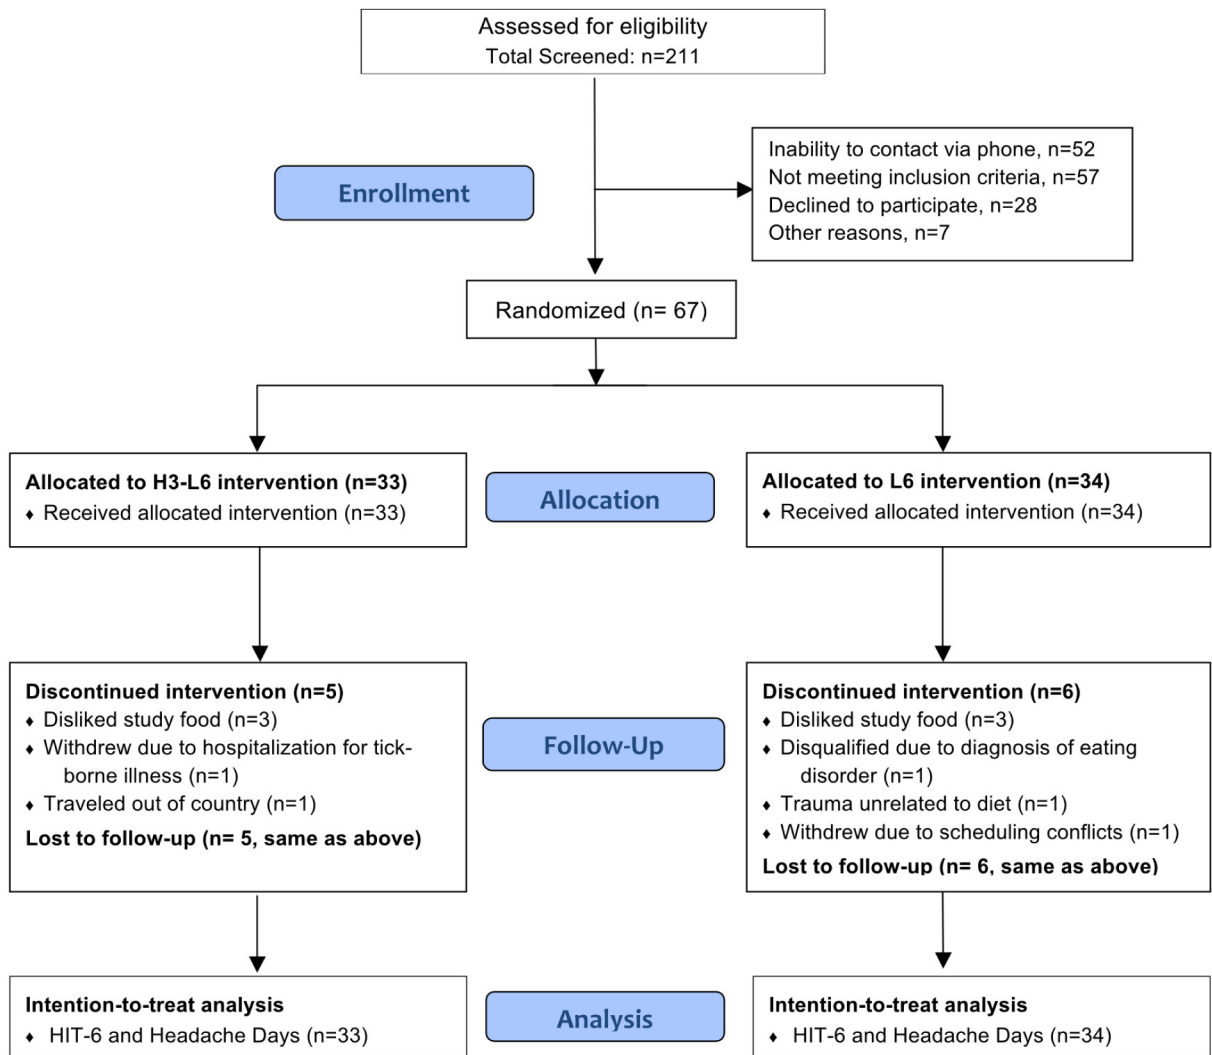 Assessed for eligibility
Total Screened: n=211
Inability to contact via phone, n=52
Not meeting inclusion criteria, n=57
Declined to participate, n=28
Other reasons, n=7
Enrollment
Randomized (n= 67)
Allocated to H3-L6 intervention (n=33)
♦ Received allocated intervention (n=33)
Allocation
Allocated to L6 intervention (n=34)
♦ Received allocated intervention (n=34)
Discontinued intervention (n=5)
♦ Disliked study food (n=3)
♦ Withdrew due to hospitalization for tick-
borne illness (n=1)
♦ Traveled out of country (n=1)
Lost to follow-up (n= 5, same as above)
Follow-Up
Discontinued intervention (n=6)
♦ Disliked study food (n=3)
♦ Disqualified due to diagnosis of eating
disorder (n=1)
♦ Trauma unrelated to diet (n=1)
♦ Withdrew due to scheduling conflicts (n=1)
Lost to follow-up (n= 6, same as above)
Intention-to-treat analysis
♦ HIT-6 and Headache Days (n=33)
Analysis
Intention-to-treat analysis
♦ HIT-6 and Headache Days (n=34)